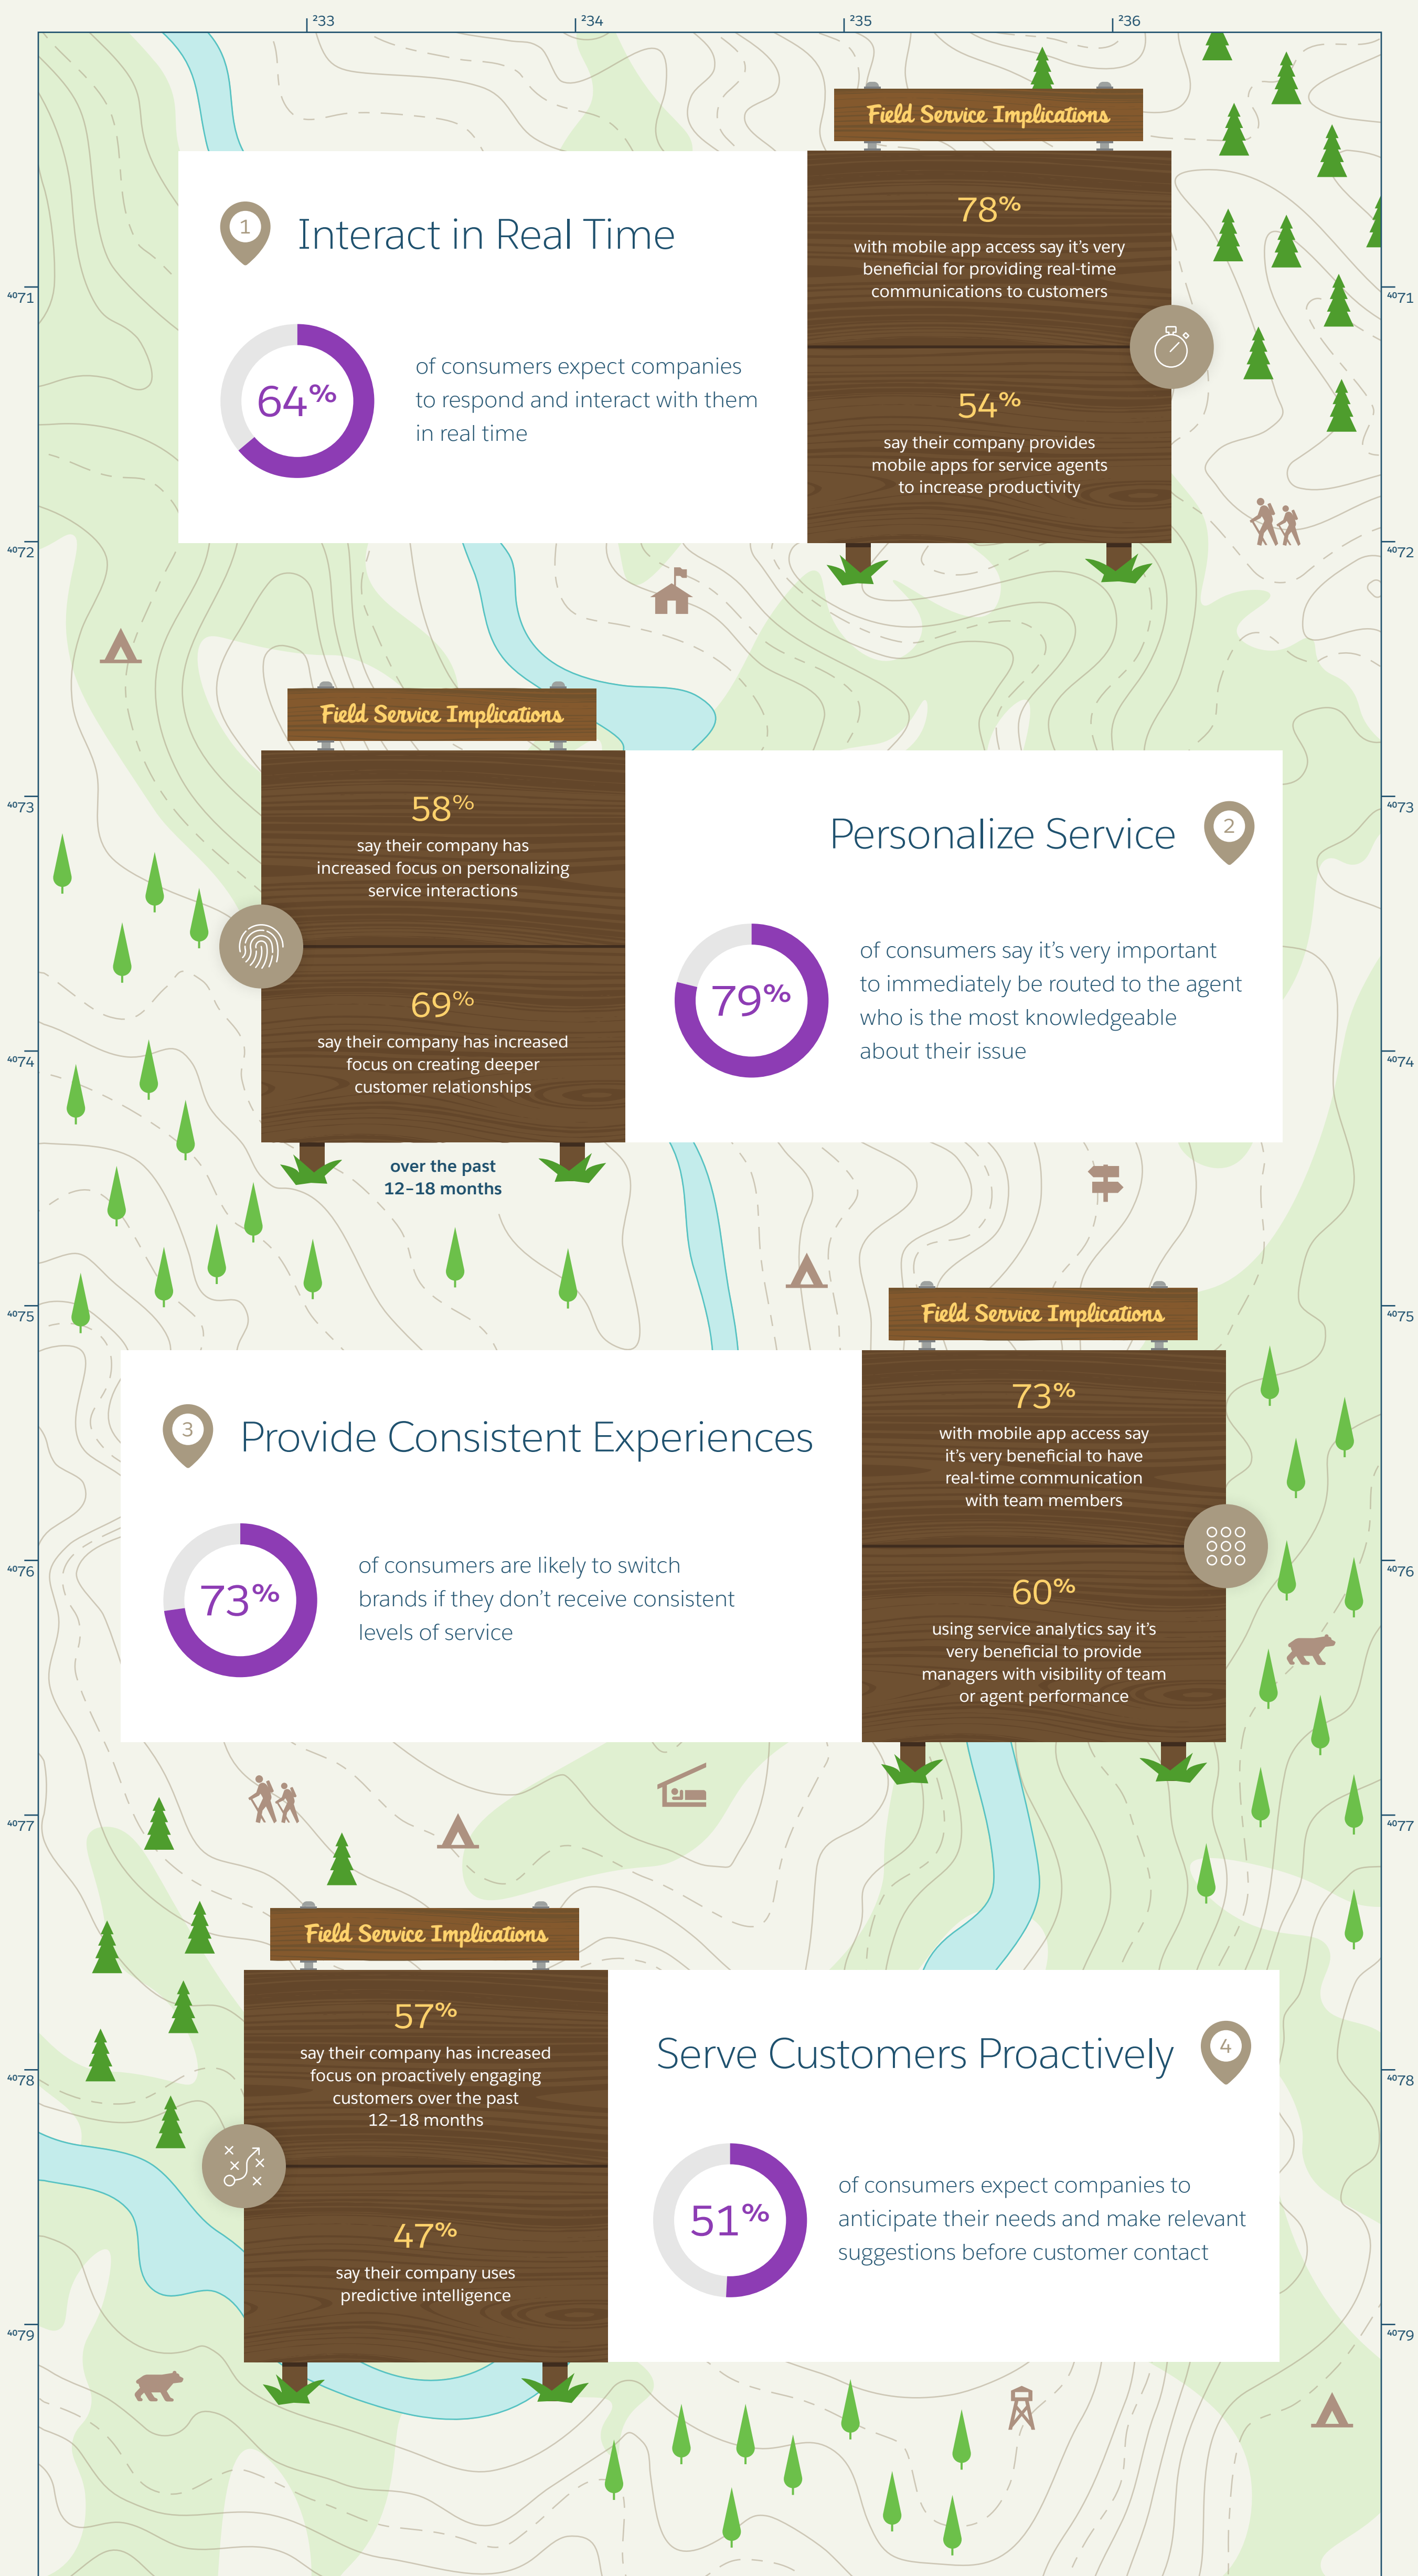 ²33 ²34 ²35 ²36
Field Service Implications
1
Interact in Real Time
64%
of consumers expect companies
to respond and interact with them
in real time
78%
with mobile app access say it’s very
beneficial for providing real-time
communications to customers
54%
say their company provides
mobile apps for service agents
to increase productivity
⁴⁰71 ⁴⁰71
⁴⁰72 ⁴⁰72
Field Service Implications
58%
say their company has
increased focus on personalizing
service interactions
69%
say their company has increased
focus on creating deeper
customer relationships
over the past
12–18 months
Personalize Service
2
79%
of consumers say it’s very important
to immediately be routed to the agent
who is the most knowledgeable
about their issue
⁴⁰73 ⁴⁰73
⁴⁰74 ⁴⁰74
⁴⁰75 ⁴⁰75
Field Service Implications
3
Provide Consistent Experiences
73%
of consumers are likely to switch
brands if they don’t receive consistent
levels of service
73%
with mobile app access say
it’s very beneficial to have
real-time communication
with team members
60%
using service analytics say it’s
very beneficial to provide
managers with visibility of team
or agent performance
⁴⁰76 ⁴⁰76
⁴⁰77 ⁴⁰77
Field Service Implications
57%
say their company has increased
focus on proactively engaging
customers over the past
12–18 months
47%
say their company uses
predictive intelligence
Serve Customers Proactively
4
51%
of consumers expect companies to
anticipate their needs and make relevant
suggestions before customer contact
⁴⁰78 ⁴⁰78
⁴⁰79 ⁴⁰79